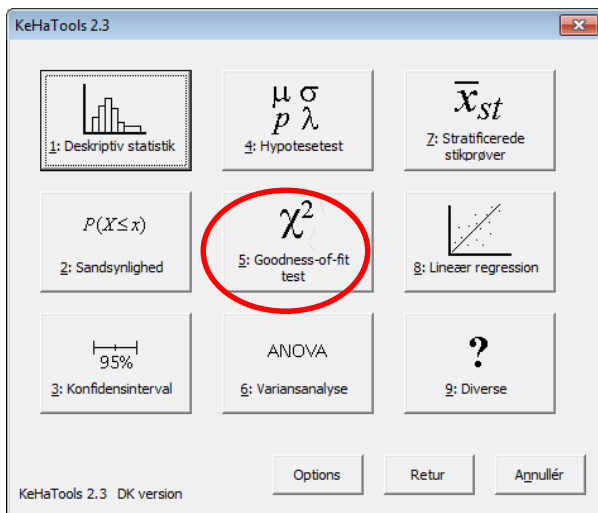 KeHaTools 2.3
1: Deskriptiv statistik
μ σ
p λ
4: Hypotesetest
x̅st
7: Stratificerede
stikprøver
P(X≤x)
2: Sandsynlighed
χ²
5: Goodness-of-fit
test
8: Lineær regression
95%
3: Konfidensinterval
ANOVA
6: Variansanalyse
?
9: Diverse
Options
Retur
Annullér
KeHaTools 2.3 DK version